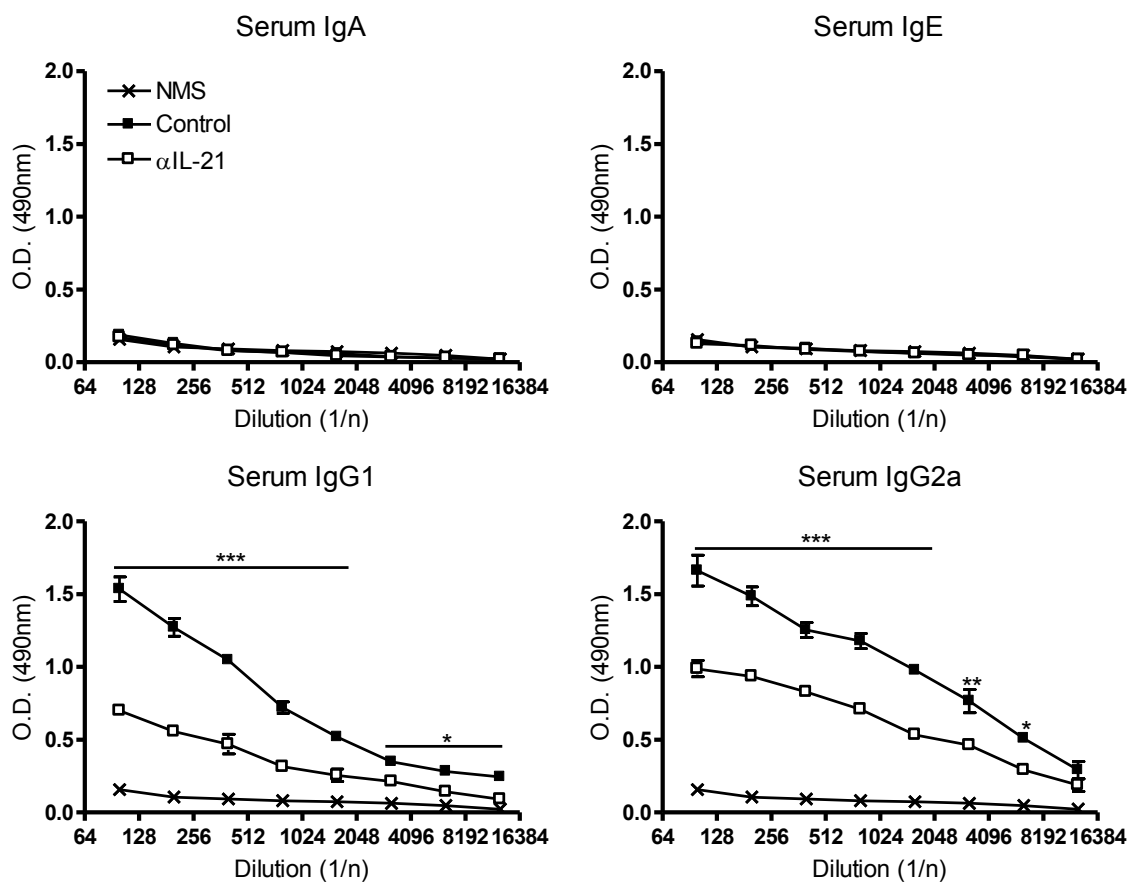 Serum IgA
2.0
1.5
1.0
0.5
0.0
O.D. (490nm)
NMS
Control
αIL-21
64 128 256 512 1024 2048 4096 8192 16384
Dilution (1/n)
Serum IgE
2.0
1.5
1.0
0.5
0.0
O.D. (490nm)
64 128 256 512 1024 2048 4096 8192 16384
Dilution (1/n)
Serum IgG1
2.0
1.5
1.0
0.5
0.0
O.D. (490nm)
***
*
64 128 256 512 1024 2048 4096 8192 16384
Dilution (1/n)
Serum IgG2a
2.0
1.5
1.0
0.5
0.0
O.D. (490nm)
***
**
*
64 128 256 512 1024 2048 4096 8192 16384
Dilution (1/n)